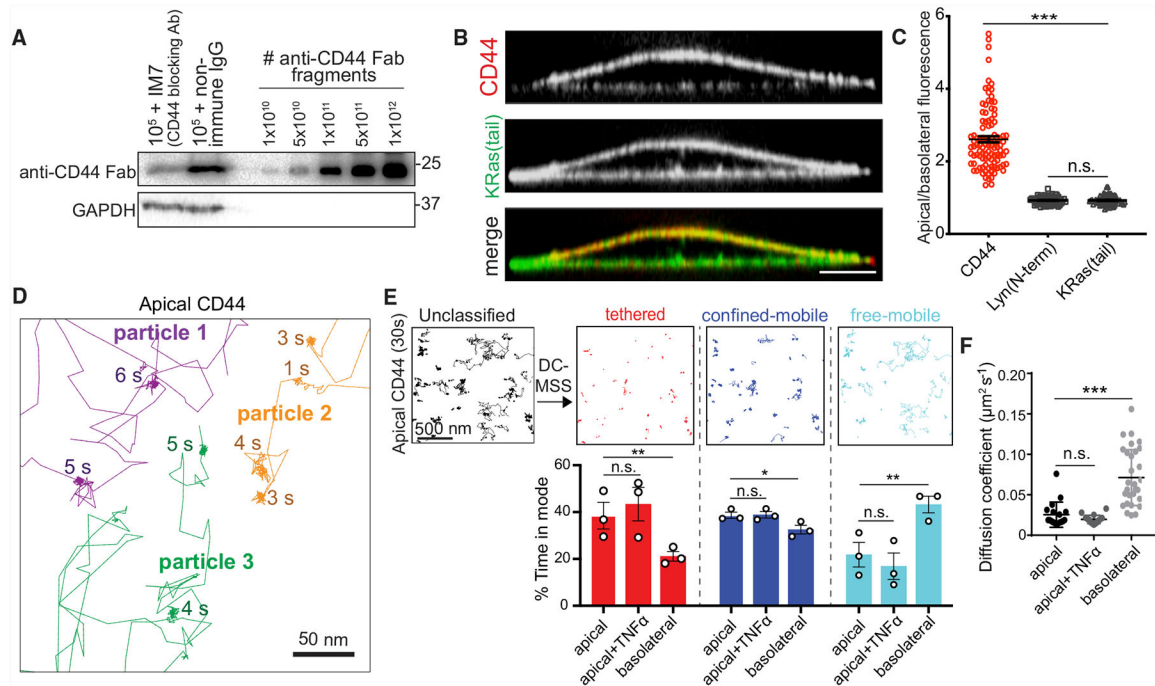 A
10⁵ + IM7
(CD44 blocking Ab)
10⁵ + non-
immune IgG
# anti-CD44 Fab
fragments
1x10¹⁰
5x10¹⁰
1x10¹¹
5x10¹¹
1x10¹²
anti-CD44 Fab
-25
GAPDH
-37
B
CD44
KRas(tail)
merge
C
Apical/basolateral fluorescence
6
4
2
0
***
n.s.
CD44
Lyn(N-term)
KRas(tail)
D
Apical CD44
particle 1
6 s
5 s
3 s
1 s
particle 2
4 s
3 s
5 s
particle 3
4 s
50 nm
E
Apical CD44 (30s)
Unclassified
500 nm
DC-
MSS
tethered
confined-mobile
free-mobile
% Time in mode
60
40
20
0
**
n.s.
*
n.s.
**
n.s.
apical
apical+TNFα
basolateral
apical
apical+TNFα
basolateral
apical
apical+TNFα
basolateral
F
Diffusion coefficient (µm² s⁻¹)
0.20
0.15
0.10
0.05
0
***
n.s.
apical
apical+TNFα
basolateral